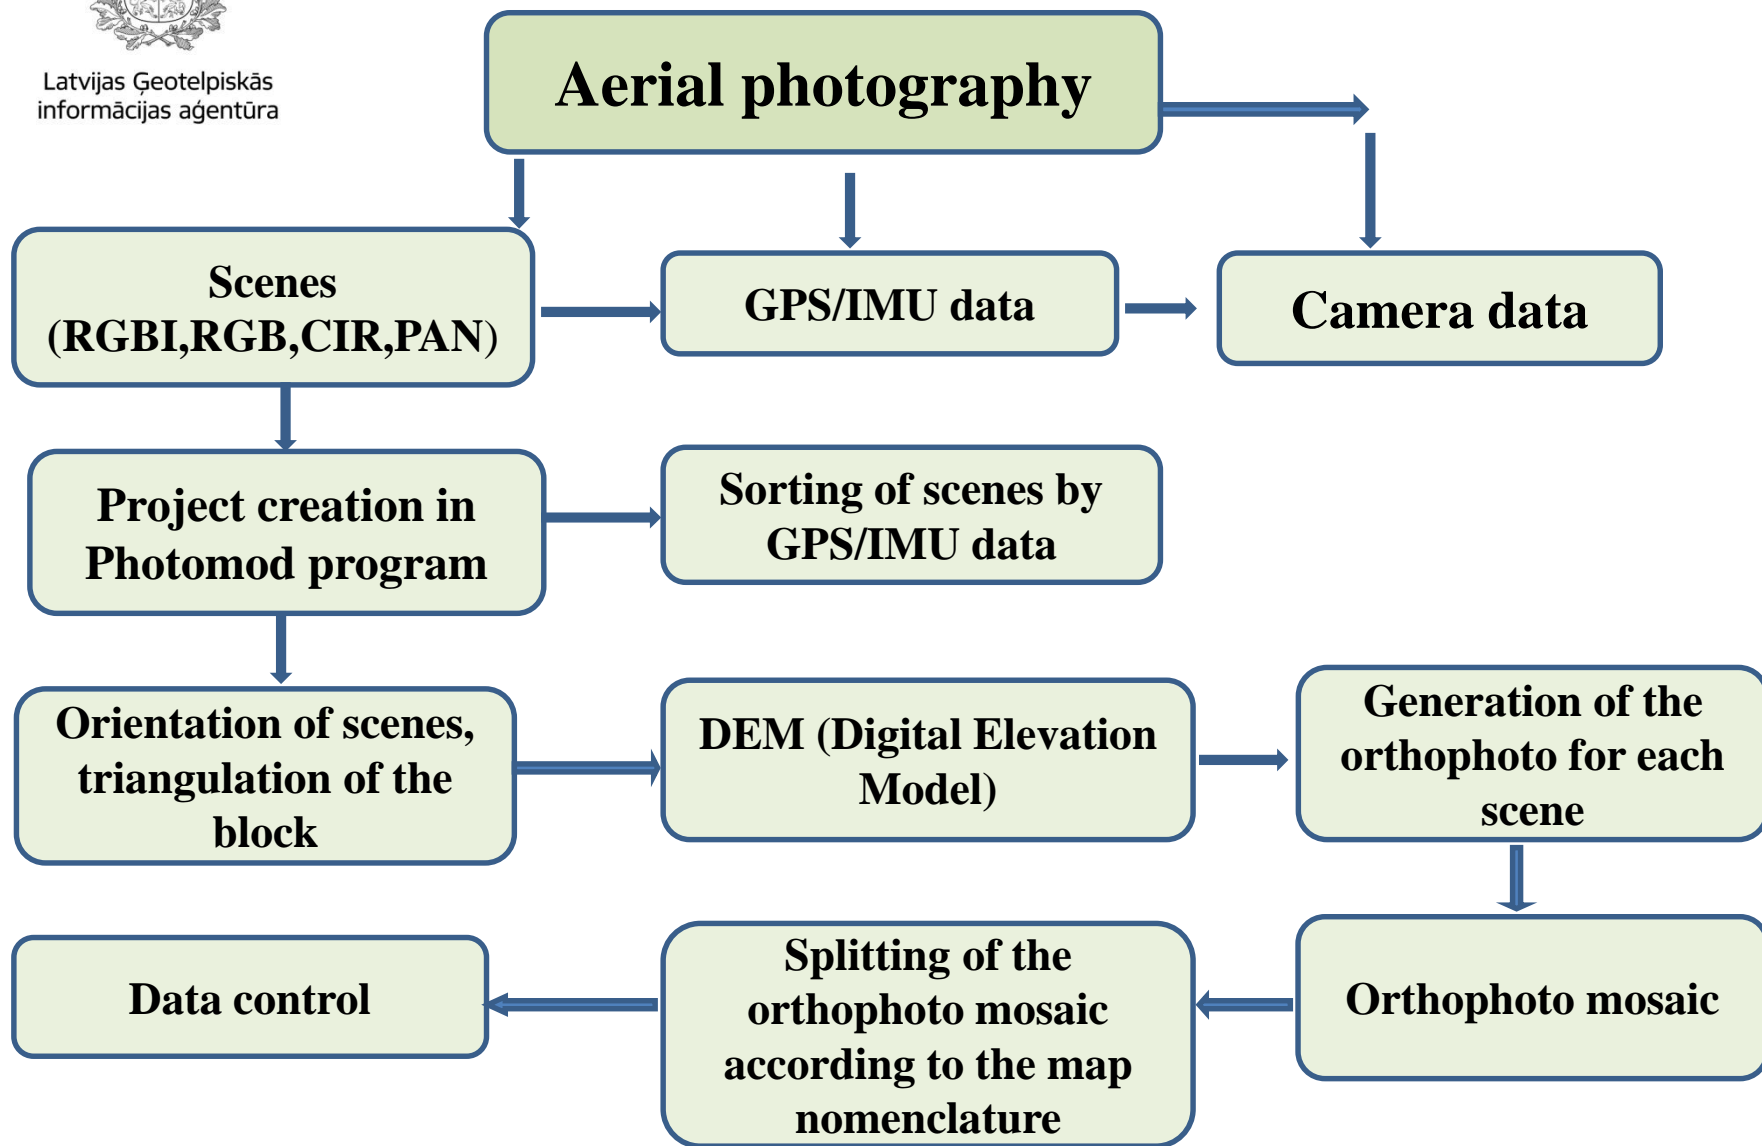 Latvijas Ģeotelpiskās
informācijas aģentūra
Aerial photography
Scenes
(RGBI,RGB,CIR,PAN)
GPS/IMU data
Camera data
Project creation in
Photomod program
Sorting of scenes by
GPS/IMU data
Orientation of scenes,
triangulation of the
block
DEM (Digital Elevation
Model)
Generation of the
orthophoto for each
scene
Data control
Splitting of the
orthophoto mosaic
according to the map
nomenclature
Orthophoto mosaic